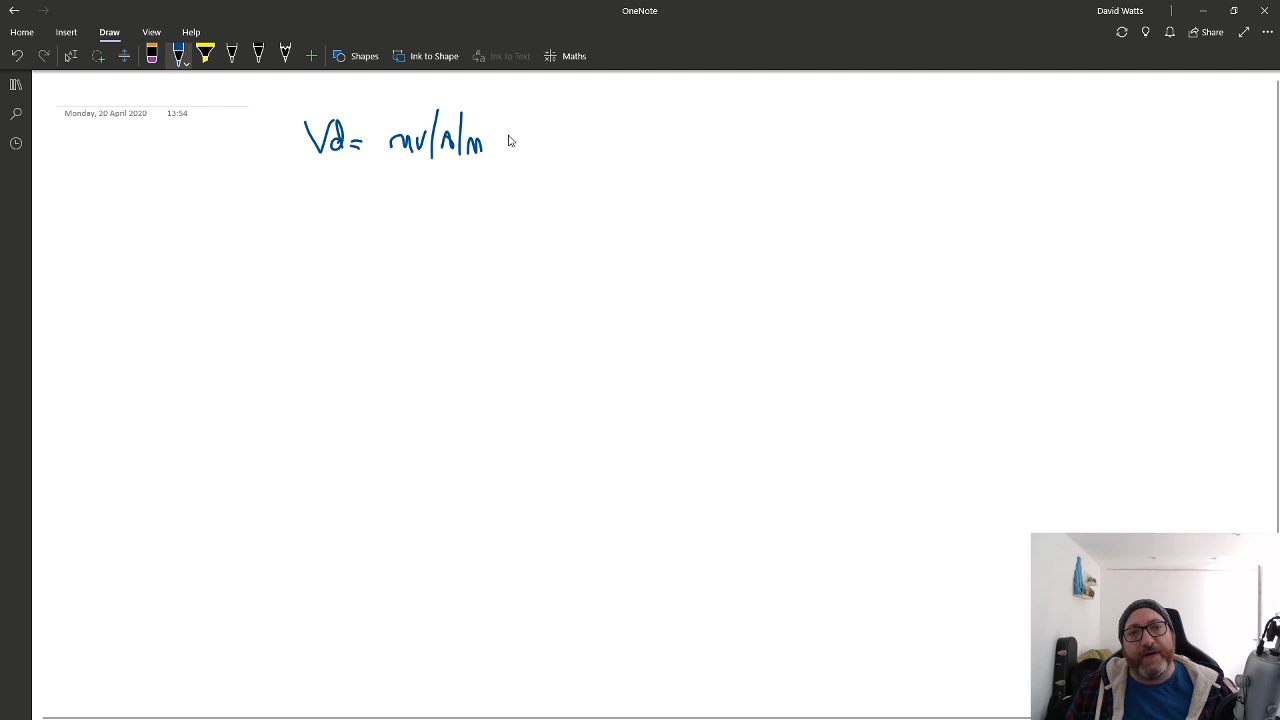 OneNote
David Watts
Home Insert Draw View Help
Share
Shapes Ink to Shape Ink to Text Maths
Monday, 20 April 2020 13:54
Vd= mv/A/m